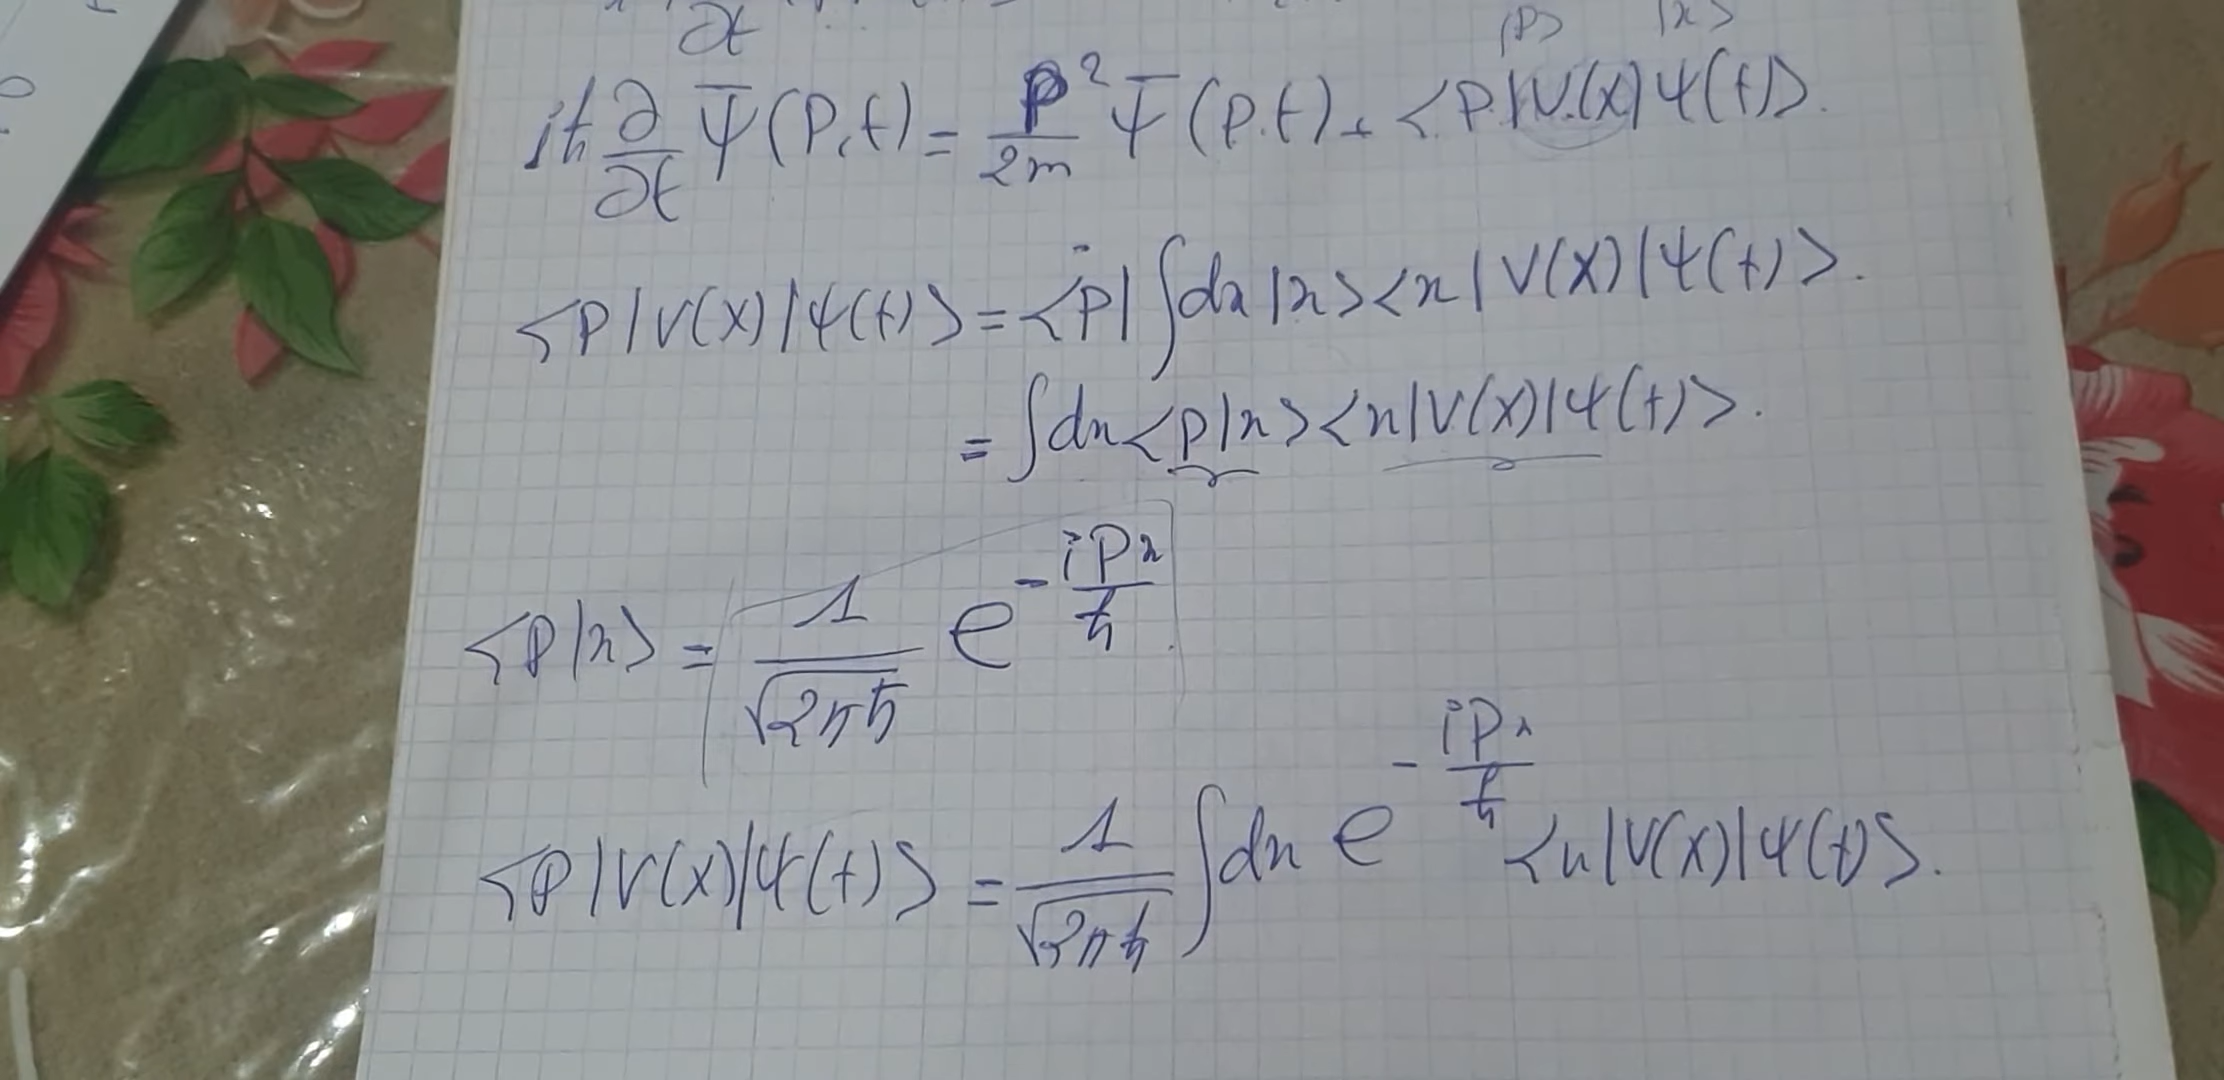 ∂t
|P> |x>
iħ ∂/∂t Ψ̄(P,t) = P²/2m Ψ̄(P.t) + <P|V(X)|Ψ(t)>.
<P|V(X)|Ψ(t)> = <P| ∫dx |x><x|V(X)|Ψ(t)>.
= ∫dx <P|x><x|V(X)|Ψ(t)>.
<P|x> = 1/√2πħ e^(-iPx/ħ).
<P|V(X)|Ψ(t)> = 1/√2πħ ∫dx e^(-iPx/ħ) <x|V(X)|Ψ(t)>.